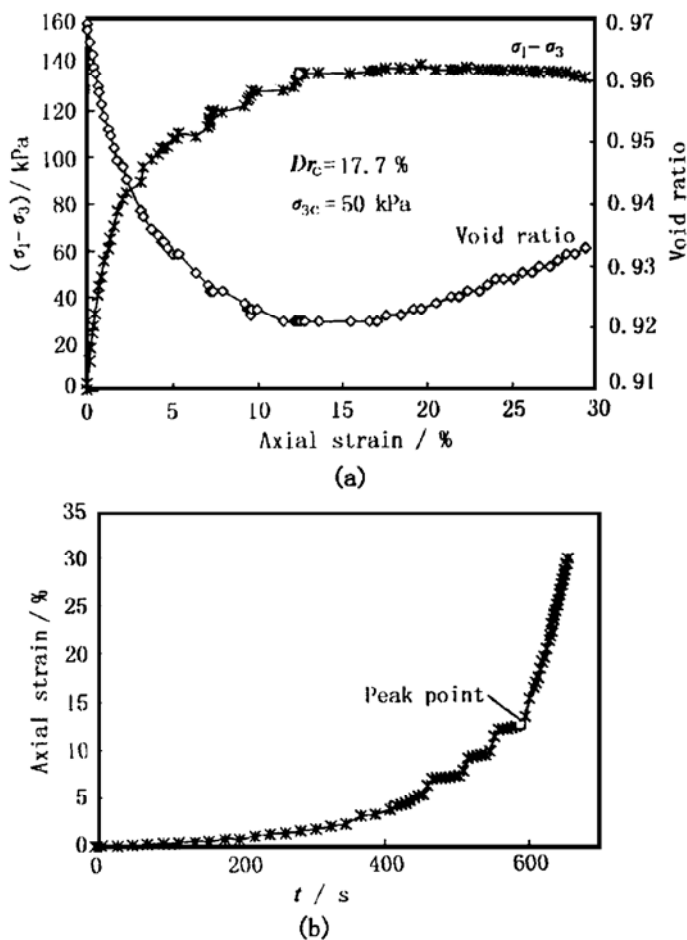 160
140
120
100
80
60
40
20
0
(σ₁−σ₃)/kPa
σ₁−σ₃
Dr_c=17.7 %
σ₃c=50 kPa
Void ratio
0.97
0.96
0.95
0.94
0.93
0.92
0.91
Void ratio
0 5 10 15 20 25 30
Axial strain / %
(a)
35
30
25
20
15
10
5
0
Axial strain / %
Peak point
0 200 400 600
t / s
(b)